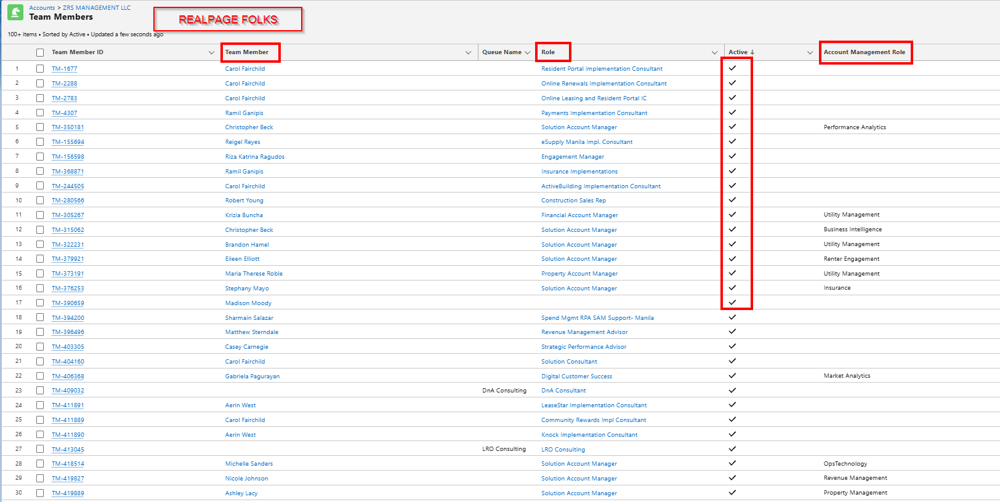 Accounts > ZRS MANAGEMENT LLC
Team Members
REALPAGE FOLKS
100+ items • Sorted by Active • Updated a few seconds ago
Team Member ID Team Member Queue Name Role Active ↓ Account Management Role
1 TM-1677 Carol Fairchild Resident Portal Implementation Consultant
2 TM-2288 Carol Fairchild Online Renewals Implementation Consultant
3 TM-2783 Carol Fairchild Online Leasing and Resident Portal IC
4 TM-4307 Ramil Ganipis Payments Implementation Consultant
5 TM-350181 Christopher Beck Solution Account Manager Performance Analytics
6 TM-155694 Reigel Reyes eSupply Manila Impl. Consultant
7 TM-156598 Riza Katrina Ragudos Engagement Manager
8 TM-368871 Ramil Ganipis Insurance Implementations
9 TM-244505 Carol Fairchild ActiveBuilding Implementation Consultant
10 TM-280566 Robert Young Construction Sales Rep
11 TM-305267 Krizia Buncha Financial Account Manager Utility Management
12 TM-315062 Christopher Beck Solution Account Manager Business Intelligence
13 TM-322231 Brandon Hamel Solution Account Manager Utility Management
14 TM-379921 Eileen Elliott Solution Account Manager Renter Engagement
15 TM-373191 Maria Therese Roble Property Account Manager Utility Management
16 TM-376253 Stephany Mayo Solution Account Manager Insurance
17 TM-390659 Madison Moody
18 TM-394200 Sharmain Salazar Spend Mgmt RPA SAM Support- Manila
19 TM-396496 Matthew Sterndale Revenue Management Advisor
20 TM-403305 Casey Carnegie Strategic Performance Advisor
21 TM-404160 Carol Fairchild Solution Consultant
22 TM-406368 Gabriela Pagurayan Digital Customer Success Market Analytics
23 TM-409032 DnA Consulting DnA Consultant
24 TM-411891 Aerin West LeaseStar Implementation Consultant
25 TM-411889 Carol Fairchild Community Rewards Impl Consultant
26 TM-411890 Aerin West Knock Implementation Consultant
27 TM-413045 LRO Consulting LRO Consulting
28 TM-418514 Michelle Sanders Solution Account Manager OpsTechnology
29 TM-419827 Nicole Johnson Solution Account Manager Revenue Management
30 TM-419889 Ashley Lacy Solution Account Manager Property Management